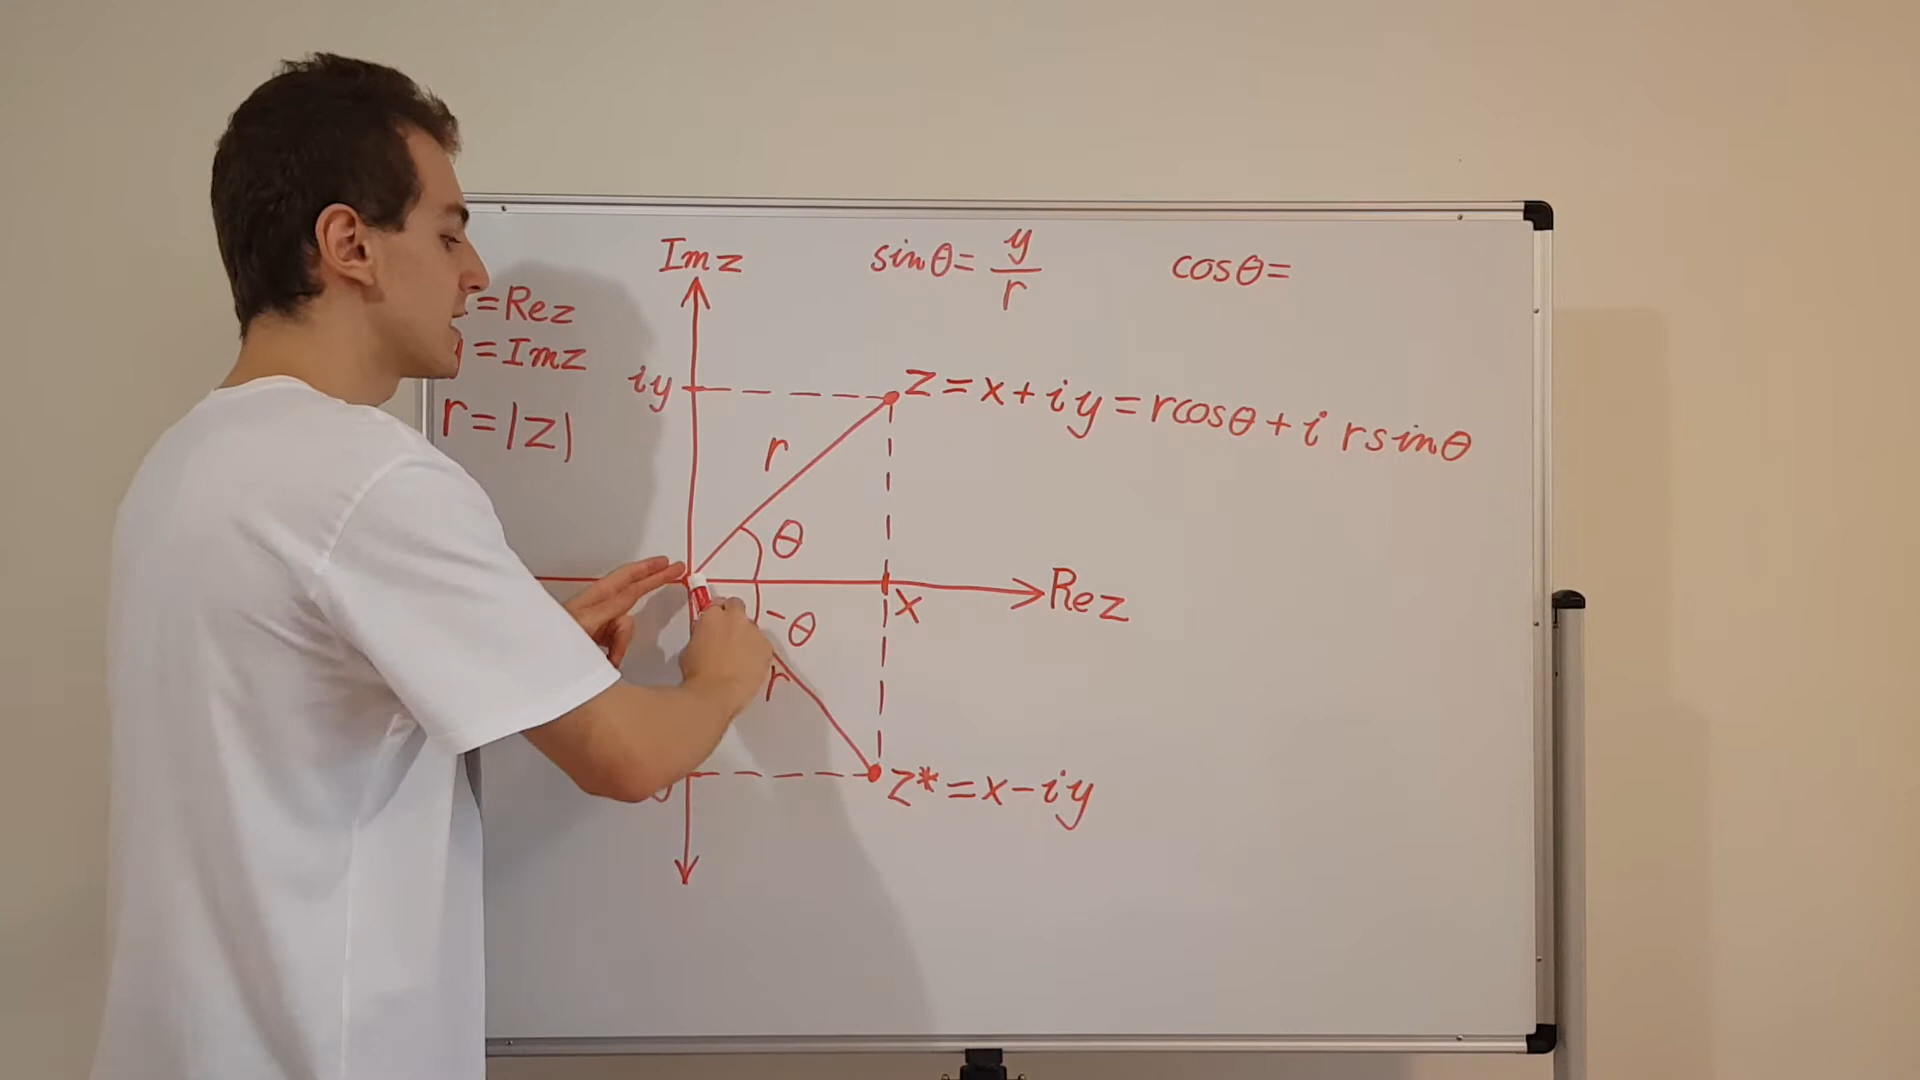 Imz
sinθ= y/r
cosθ=
=Rez
=Imz
r=|z|
iy
z=x+iy=rcosθ+i rsinθ
r
θ
x
Rez
-θ
r
z*=x-iy